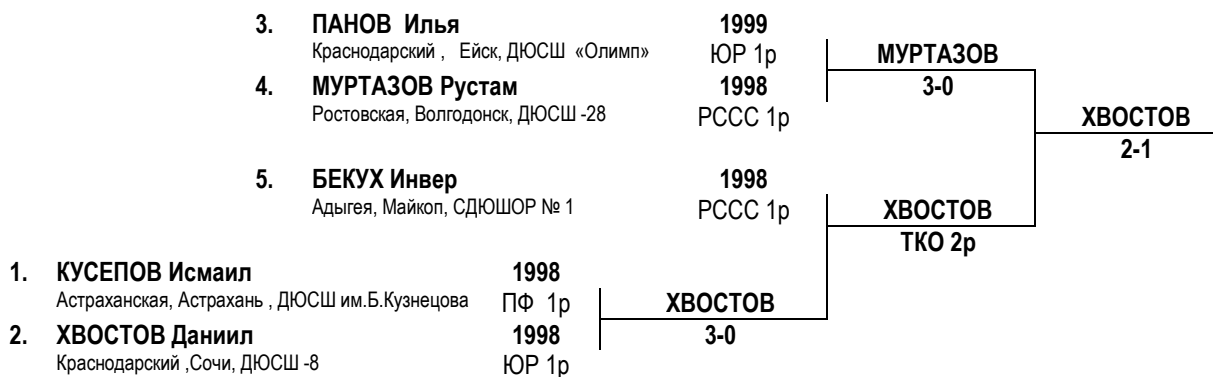 3. ПАНОВ Илья 1999
Краснодарский , Ейск, ДЮСШ «Олимп» ЮР 1р МУРТАЗОВ
4. МУРТАЗОВ Рустам 1998 3-0
Ростовская, Волгодонск, ДЮСШ -28 РССС 1р ХВОСТОВ
2-1
5. БЕКУХ Инвер 1998
Адыгея, Майкоп, СДЮШОР № 1 РССС 1р ХВОСТОВ
ТКО 2р
1. КУСЕПОВ Исмаил 1998
Астраханская, Астрахань , ДЮСШ им.Б.Кузнецова ПФ 1р ХВОСТОВ
2. ХВОСТОВ Даниил 1998 3-0
Краснодарский ,Сочи, ДЮСШ -8 ЮР 1р